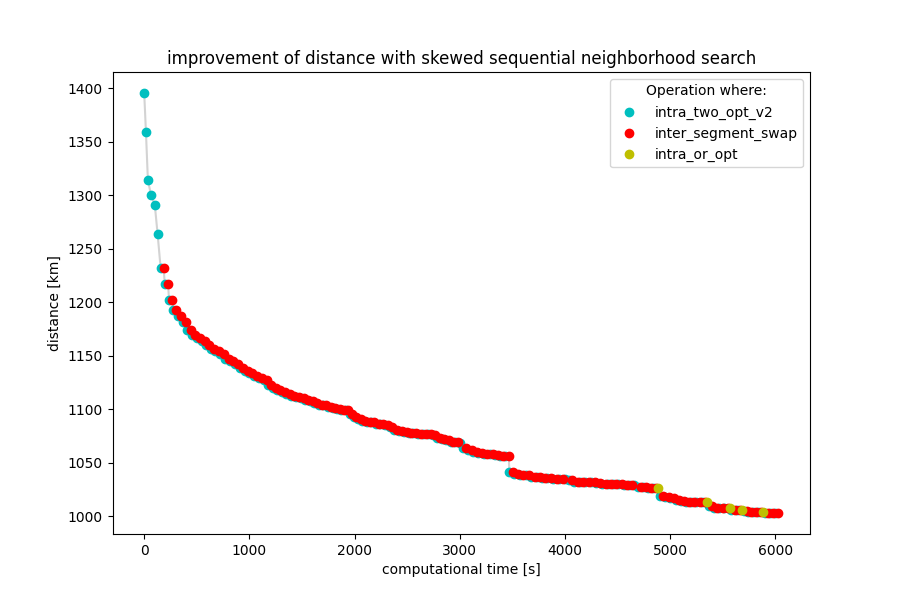 improvement of distance with skewed sequential neighborhood search
Operation where:
intra_two_opt_v2
inter_segment_swap
intra_or_opt
distance [km]
1400
1350
1300
1250
1200
1150
1100
1050
1000
0 1000 2000 3000 4000 5000 6000
computational time [s]